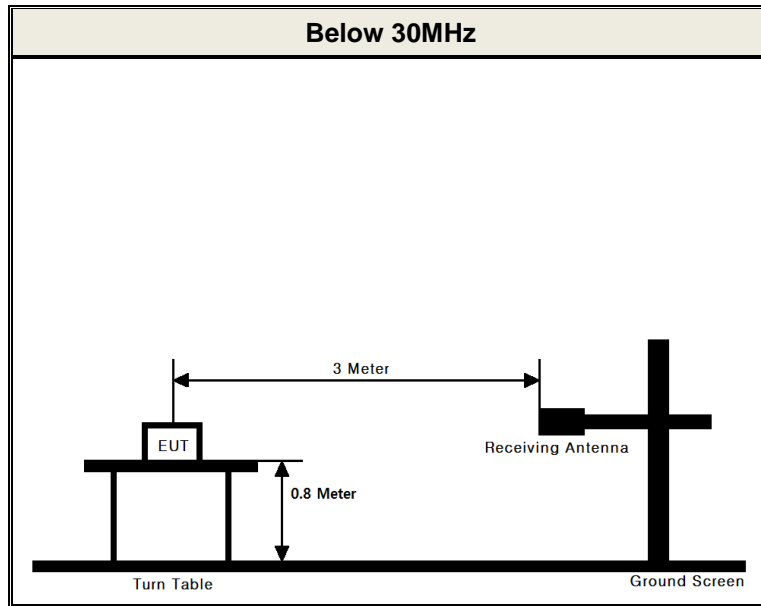 Below 30MHz
3 Meter
EUT
Receiving Antenna
0.8 Meter
Turn Table
Ground Screen